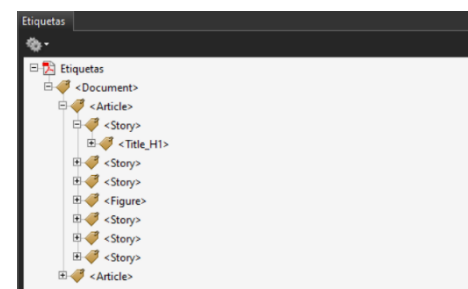 Etiquetas
Etiquetas
<Document>
<Article>
<Story>
<Title_H1>
<Story>
<Story>
<Figure>
<Story>
<Story>
<Story>
<Article>